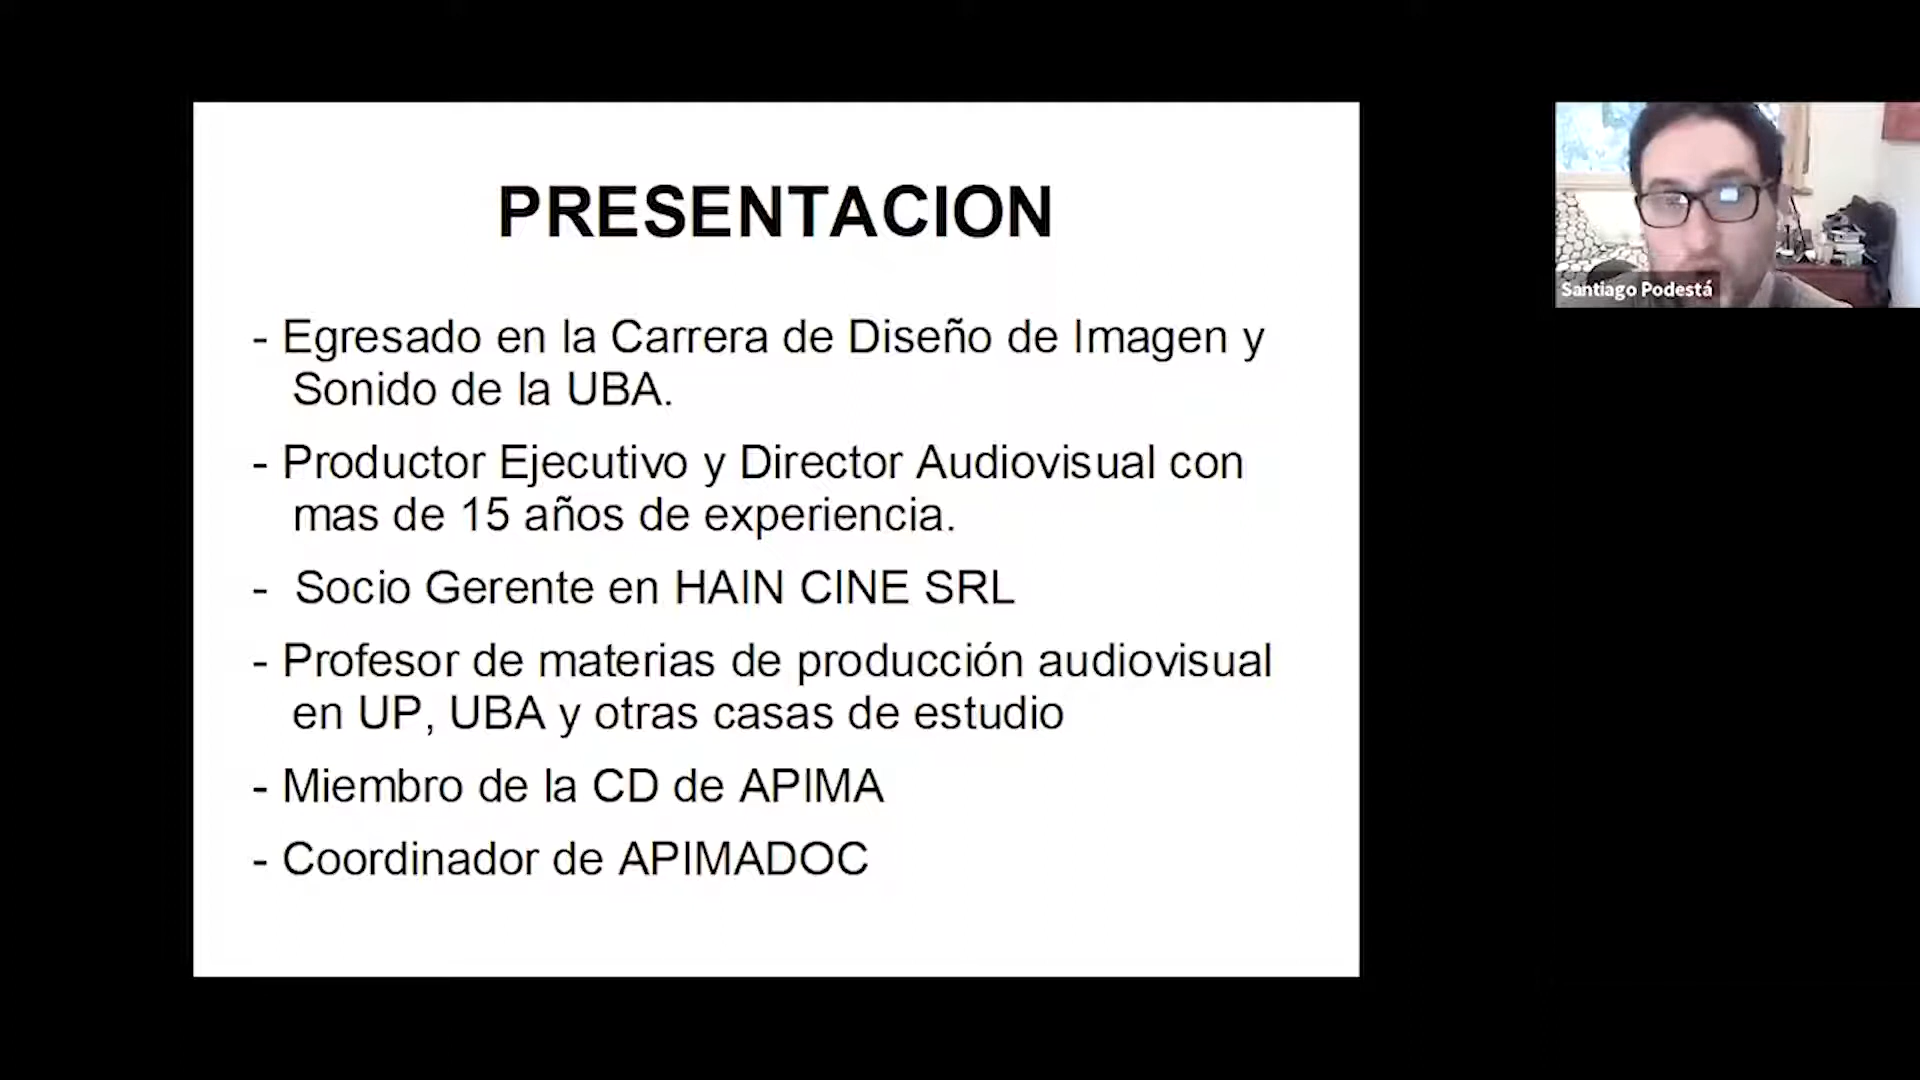 PRESENTACION
- Egresado en la Carrera de Diseño de Imagen y
Sonido de la UBA.
- Productor Ejecutivo y Director Audiovisual con
mas de 15 años de experiencia.
- Socio Gerente en HAIN CINE SRL
- Profesor de materias de producción audiovisual
en UP, UBA y otras casas de estudio
- Miembro de la CD de APIMA
- Coordinador de APIMADOC
Santiago Podestá